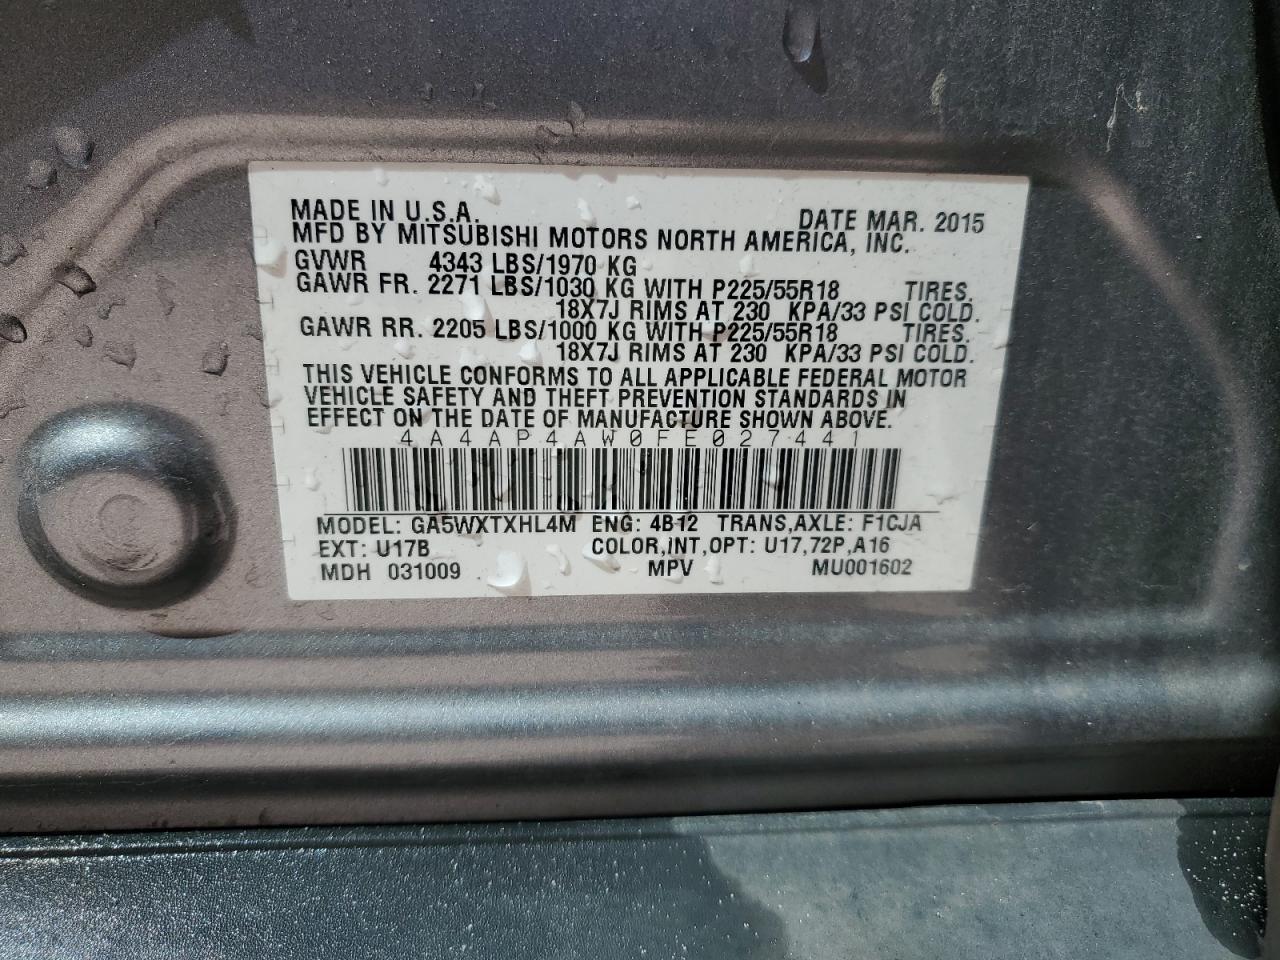 MADE IN U.S.A. DATE MAR. 2015
MFD BY MITSUBISHI MOTORS NORTH AMERICA, INC.
GVWR 4343 LBS/1970 KG
GAWR FR. 2271 LBS/1030 KG WITH P225/55R18 TIRES,
18X7J RIMS AT 230 KPA/33 PSI COLD.
GAWR RR. 2205 LBS/1000 KG WITH P225/55R18 TIRES,
18X7J RIMS AT 230 KPA/33 PSI COLD.
THIS VEHICLE CONFORMS TO ALL APPLICABLE FEDERAL MOTOR
VEHICLE SAFETY AND THEFT PREVENTION STANDARDS IN
EFFECT ON THE DATE OF MANUFACTURE SHOWN ABOVE.
4A4AP4AW0FE027441
MODEL: GA5WXTXHL4M ENG: 4B12 TRANS,AXLE: F1CJA
EXT: U17B COLOR,INT,OPT: U17,72P,A16
MDH 031009 MPV MU001602